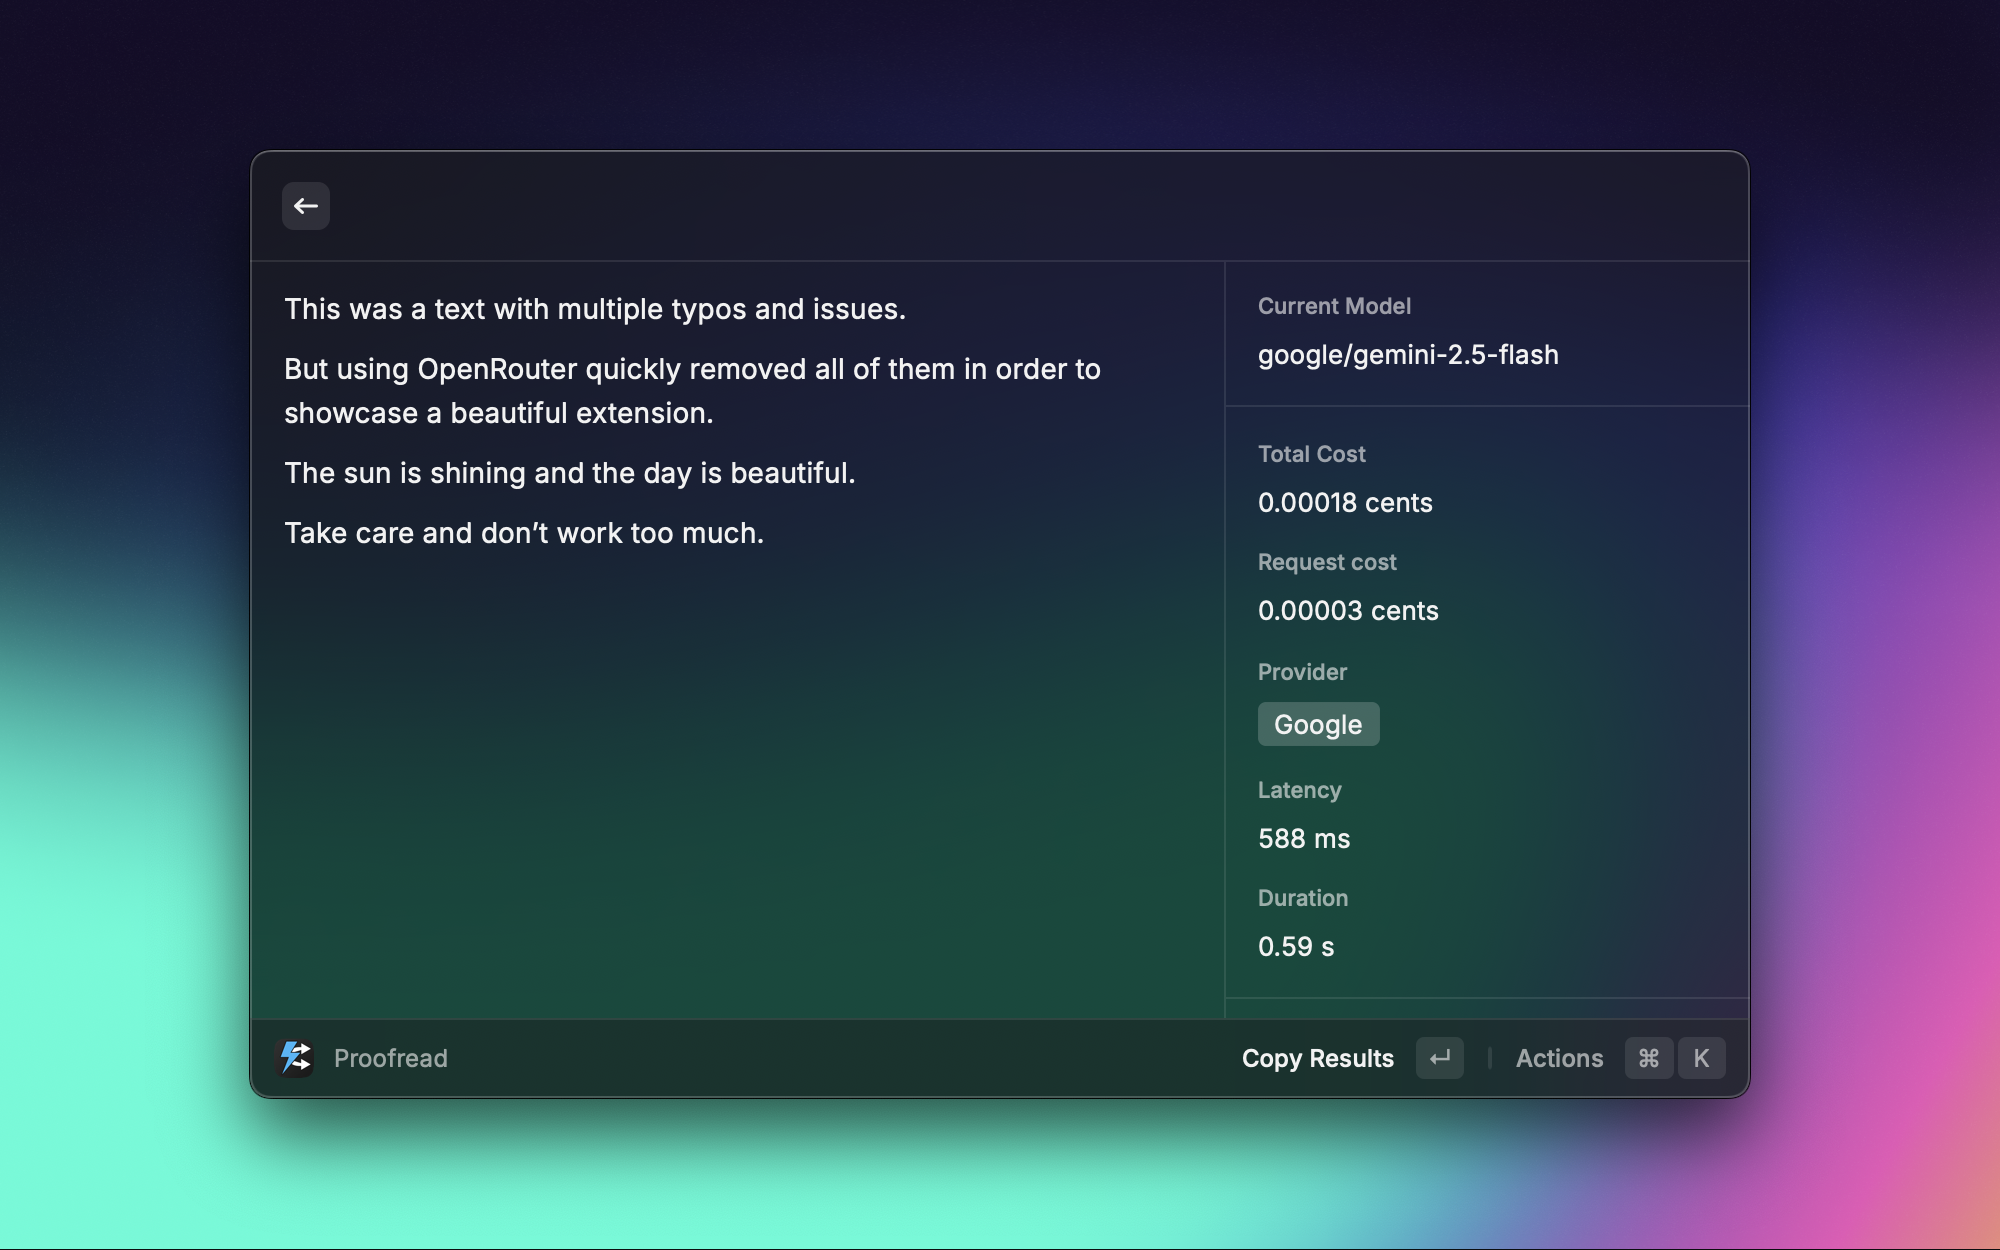 This was a text with multiple typos and issues.
But using OpenRouter quickly removed all of them in order to
showcase a beautiful extension.
The sun is shining and the day is beautiful.
Take care and don’t work too much.
Current Model
google/gemini-2.5-flash
Total Cost
0.00018 cents
Request cost
0.00003 cents
Provider
Google
Latency
588 ms
Duration
0.59 s
Proofread
Copy Results
Actions ⌘ K